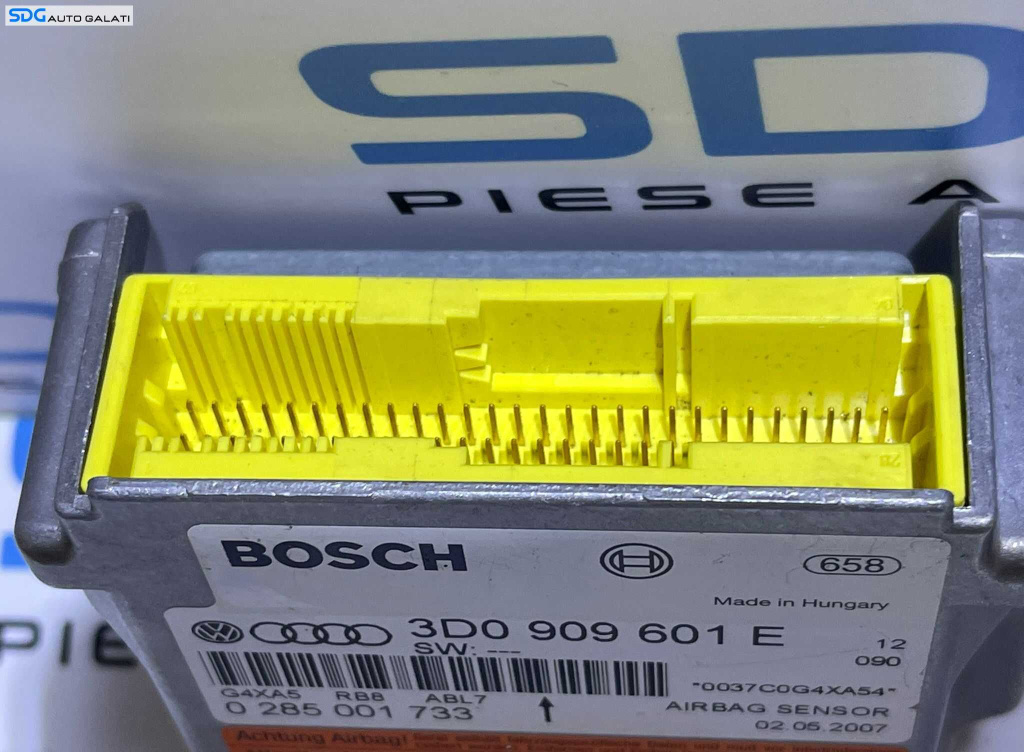 SDG AUTO GALATI
SD
PIESE A
BOSCH
658
Made in Hungary
3D0 909 601 E
12
SW: ---
090
"0037C0G4XA54"
G4XA5 RB8 ABL7
AIRBAG SENSOR
0 285 001 733
02.05.2007
Achtung Airbag!
PIE